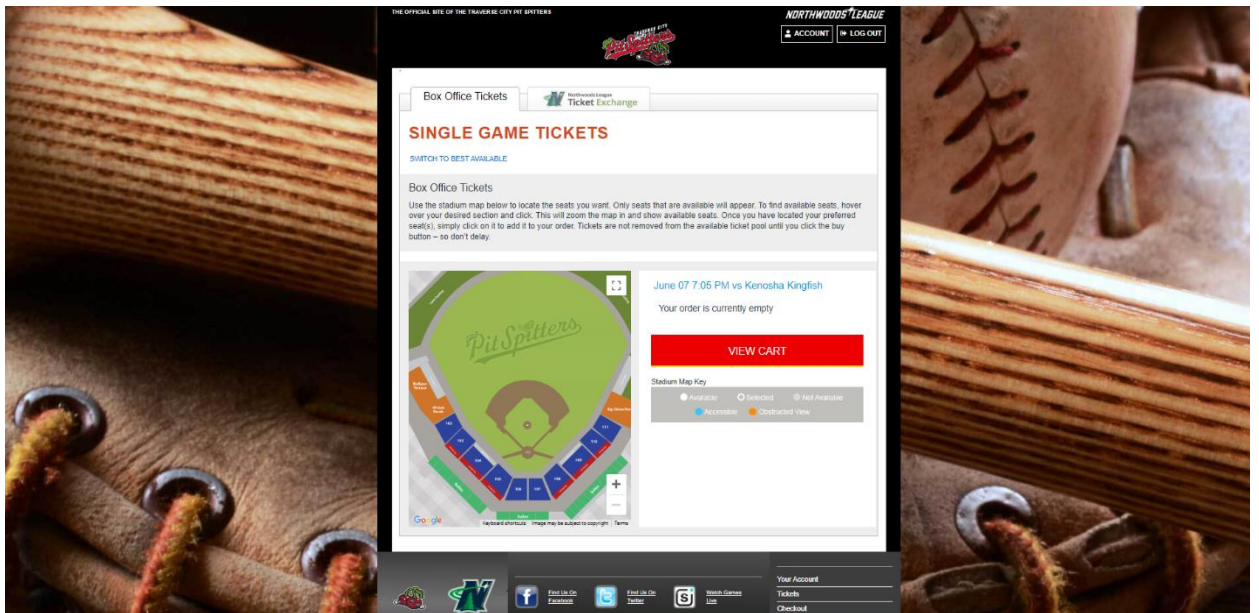 THE OFFICIAL SITE OF THE TRAVERSE CITY PIT SPITTERS
NORTHWOODS LEAGUE
TRAVERSE CITY
Pit Spitters
ACCOUNT
LOG OUT
Box Office Tickets
Northwoods League
Ticket Exchange
SINGLE GAME TICKETS
SWITCH TO BEST AVAILABLE
Box Office Tickets
Use the stadium map below to locate the seats you want. Only seats that are available will appear. To find available seats, hover
over your desired section and click. This will zoom the map in and show available seats. Once you have located your preferred
seat(s), simply click on it to add it to your order. Tickets are not removed from the available ticket pool until you click the buy
button – so don't delay.
Pit Spitters
110
111
Google
Keyboard shortcuts
Image may be subject to copyright
Terms
June 07 7:05 PM vs Kenosha Kingfish
Your order is currently empty
VIEW CART
Stadium Map Key
Available
Selected
Not Available
Accessible
Obstructed View
Find Us On
Facebook
Find Us On
Twitter
Watch Games
Live
Your Account
Tickets
Checkout